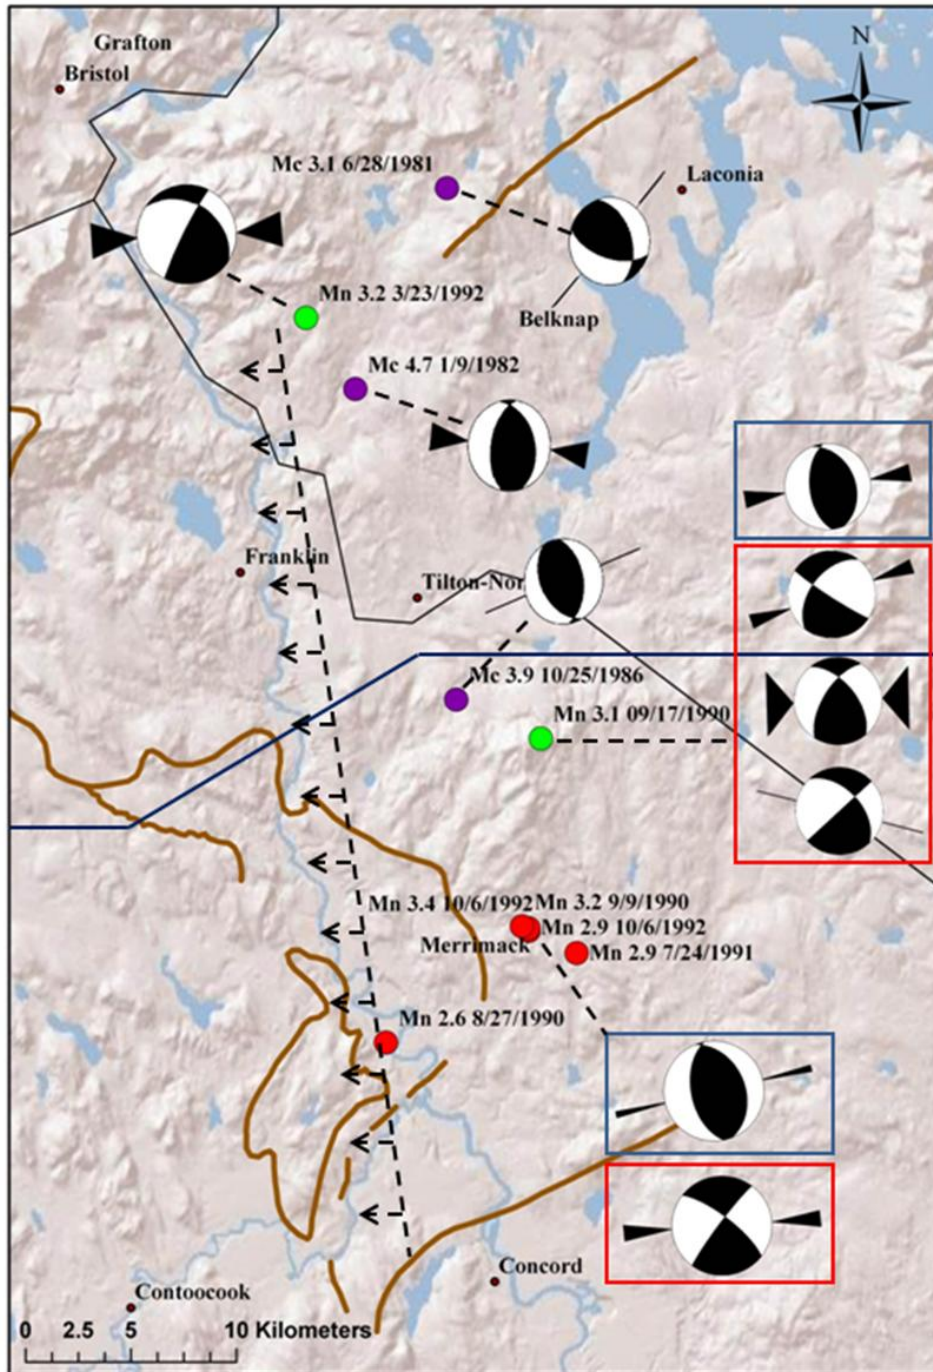 Grafton
Bristol
N
Mc 3.1 6/28/1981
Laconia
Mn 3.2 3/23/1992
Belknap
Mc 4.7 1/9/1982
Franklin
Tilton-Nor
Mc 3.9 10/25/1986
Mn 3.1 09/17/1990
Mn 3.4 10/6/1992
Mn 3.2 9/9/1990
Mn 2.9 10/6/1992
Merrimack
Mn 2.9 7/24/1991
Mn 2.6 8/27/1990
Concord
Contoocook
0 2.5 5 10 Kilometers